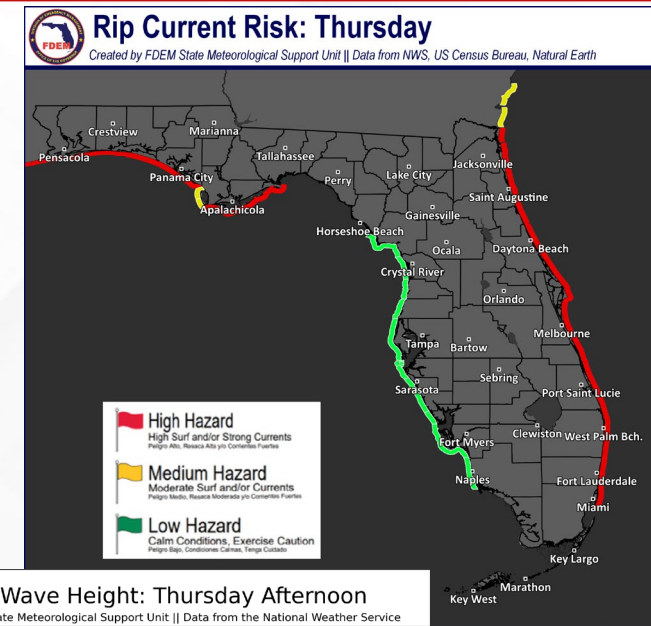 Rip Current Risk: Thursday
Created by FDEM State Meteorological Support Unit || Data from NWS, US Census Bureau, Natural Earth
FDEM
Crestview
Marianna
Pensacola
Tallahassee
Jacksonville
Panama City
Perry
Lake City
Saint Augustine
Apalachicola
Gainesville
Horseshoe Beach
Ocala
Daytona Beach
Crystal River
Orlando
Melbourne
Tampa
Bartow
Sebring
Sarasota
Port Saint Lucie
Clewiston
West Palm Bch.
Fort Myers
Naples
Fort Lauderdale
Miami
Key Largo
Marathon
Key West
High Hazard
High Surf and/or Strong Currents
Peligro Alto, Resaca Alta y/o Corrientes Fuertes
Medium Hazard
Moderate Surf and/or Currents
Peligro Medio, Resaca Moderada y/o Corrientes Fuertes
Low Hazard
Calm Conditions, Exercise Caution
Peligro Bajo, Condiciones Calmas, Tenga Cuidado
Wave Height: Thursday Afternoon
ate Meteorological Support Unit || Data from the National Weather Service